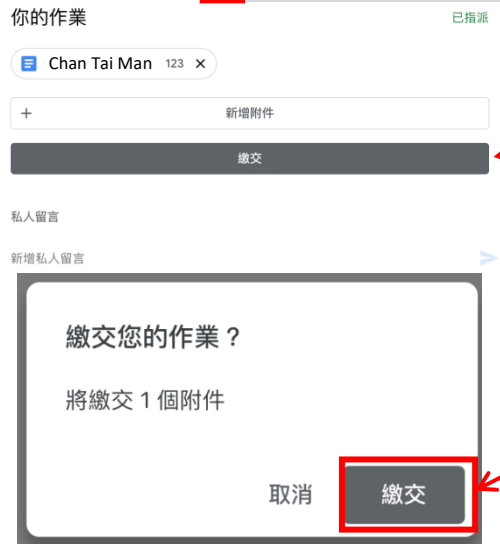 你的作業 已指派
Chan Tai Man 123 ×
+ 新增附件
繳交
私人留言
新增私人留言
繳交您的作業？
將繳交 1 個附件
取消 繳交